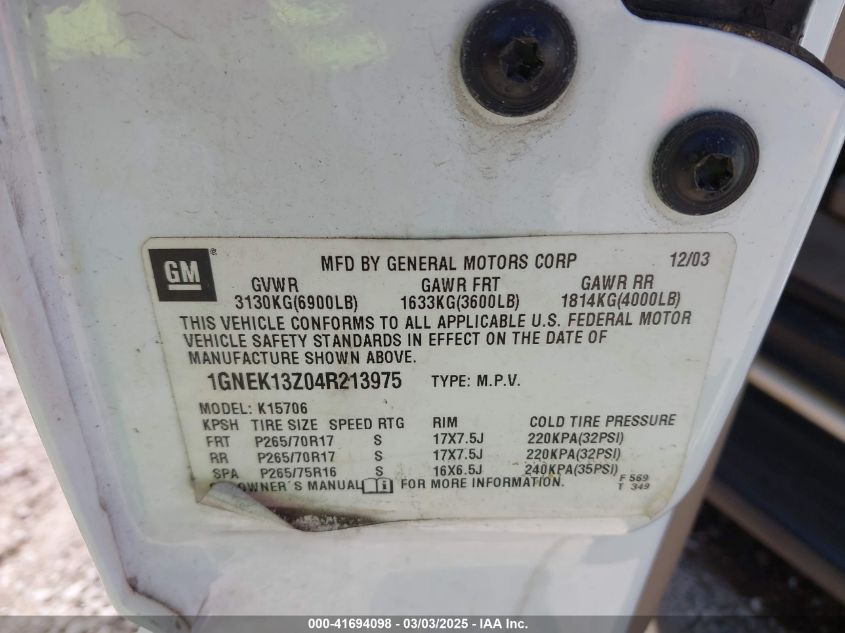 GM ®
MFD BY GENERAL MOTORS CORP 12/03
GVWR GAWR FRT GAWR RR
3130KG(6900LB) 1633KG(3600LB) 1814KG(4000LB)
THIS VEHICLE CONFORMS TO ALL APPLICABLE U.S. FEDERAL MOTOR
VEHICLE SAFETY STANDARDS IN EFFECT ON THE DATE OF
MANUFACTURE SHOWN ABOVE.
1GNEK13Z04R213975 TYPE: M.P.V.
MODEL: K15706
KPSH TIRE SIZE SPEED RTG RIM COLD TIRE PRESSURE
FRT P265/70R17 S 17X7.5J 220KPA(32PSI)
RR P265/70R17 S 17X7.5J 220KPA(32PSI)
SPA P265/75R16 S 16X6.5J 240KPA(35PSI)
OWNER'S MANUAL FOR MORE INFORMATION.
F 569
T 349
000-41694098 - 03/03/2025 - IAA Inc.